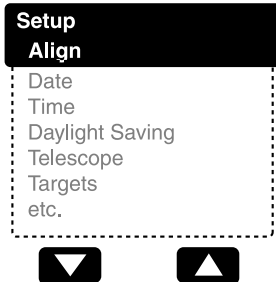 Setup
Align
Date
Time
Daylight Saving
Telescope
Targets
etc.